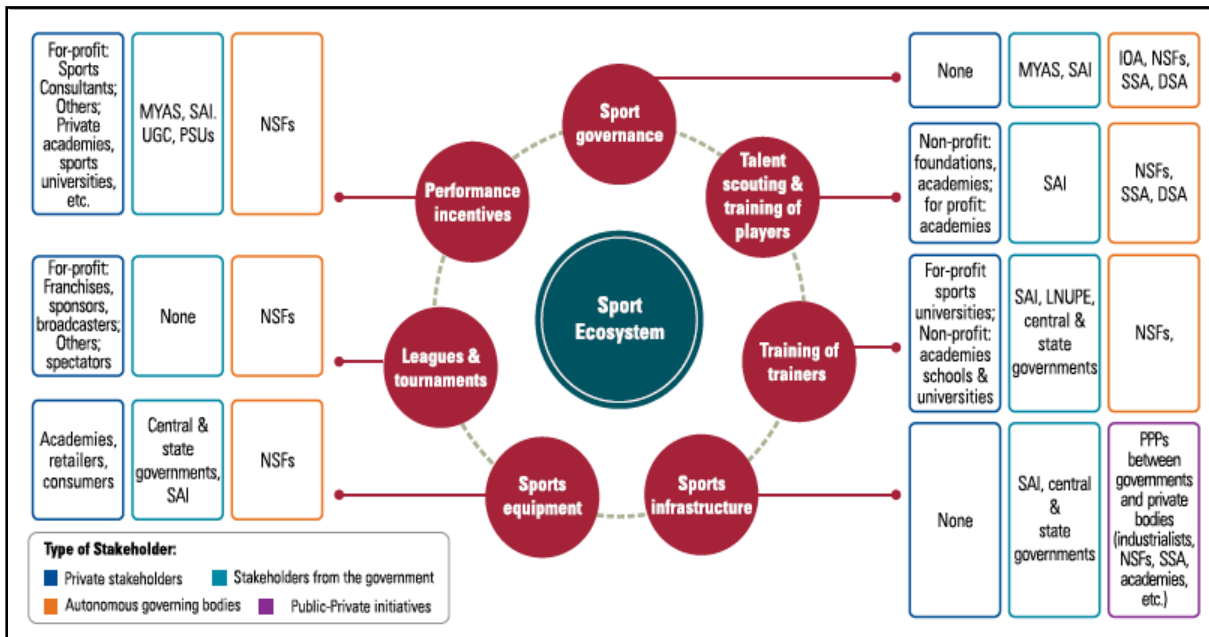 For-profit:
Sports
Consultants;
Others;
Private
academies,
sports
universities,
etc.
MYAS, SAI.
UGC, PSUs
NSFs
For-profit:
Franchises,
sponsors,
broadcasters;
Others;
spectators
None
NSFs
Academies,
retailers,
consumers
Central &
state
governments,
SAI
NSFs
Sport
governance
Talent
scouting &
training of
players
Training of
trainers
Sports
infrastructure
Sports
equipment
Leagues &
tournaments
Performance
incentives
Sport
Ecosystem
None
MYAS, SAI
IOA, NSFs,
SSA, DSA
Non-profit:
foundations,
academies;
for profit:
academies
SAI
NSFs,
SSA, DSA
For-profit
sports
universities;
Non-profit:
academies
schools &
universities
SAI, LNUPE,
central &
state
governments
NSFs,
None
SAI, central
&
state
governments
PPPs
between
governments
and private
bodies
(industrialists,
NSFs, SSA,
academies,
etc.)
Type of Stakeholder:
Private stakeholders
Stakeholders from the government
Autonomous governing bodies
Public-Private initiatives